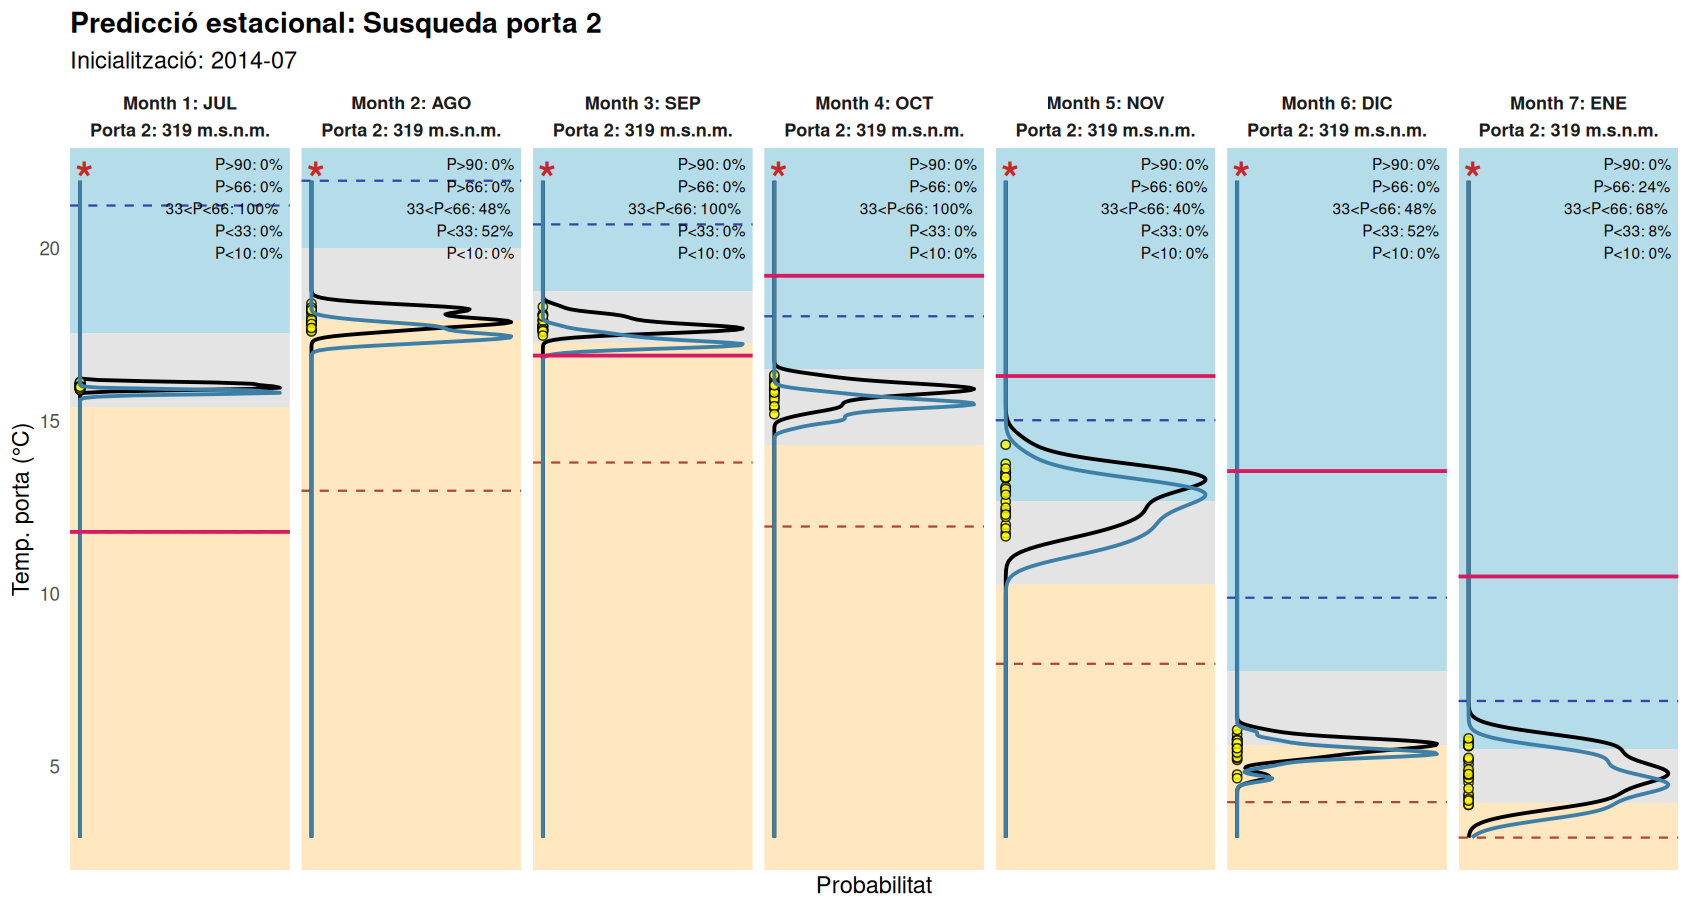 Predicció estacional: Susqueda porta 2
Inicialització: 2014-07
Month 1: JUL
Porta 2: 319 m.s.n.m.
Month 2: AGO
Porta 2: 319 m.s.n.m.
Month 3: SEP
Porta 2: 319 m.s.n.m.
Month 4: OCT
Porta 2: 319 m.s.n.m.
Month 5: NOV
Porta 2: 319 m.s.n.m.
Month 6: DIC
Porta 2: 319 m.s.n.m.
Month 7: ENE
Porta 2: 319 m.s.n.m.
*
P>90: 0%
P>66: 0%
33<P<66: 100%
P<33: 0%
P<10: 0%
*
P>90: 0%
P>66: 0%
33<P<66: 48%
P<33: 52%
P<10: 0%
*
P>90: 0%
P>66: 0%
33<P<66: 100%
P<33: 0%
P<10: 0%
*
P>90: 0%
P>66: 0%
33<P<66: 100%
P<33: 0%
P<10: 0%
*
P>90: 0%
P>66: 60%
33<P<66: 40%
P<33: 0%
P<10: 0%
*
P>90: 0%
P>66: 0%
33<P<66: 48%
P<33: 52%
P<10: 0%
*
P>90: 0%
P>66: 24%
33<P<66: 68%
P<33: 8%
P<10: 0%
Temp. porta (°C)
20
15
10
5
Probabilitat